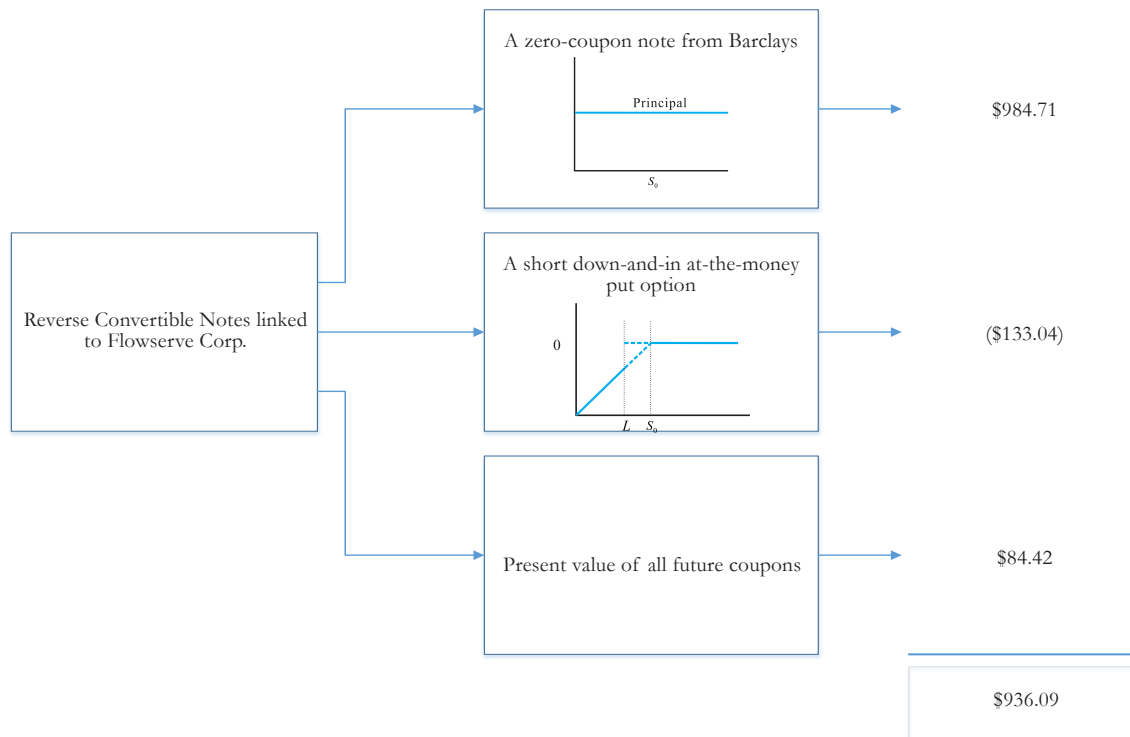 A zero-coupon note from Barclays
Principal
S₀
$984.71
Reverse Convertible Notes linked
to Flowserve Corp.
A short down-and-in at-the-money
put option
0
L S₀
($133.04)
Present value of all future coupons
$84.42
$936.09